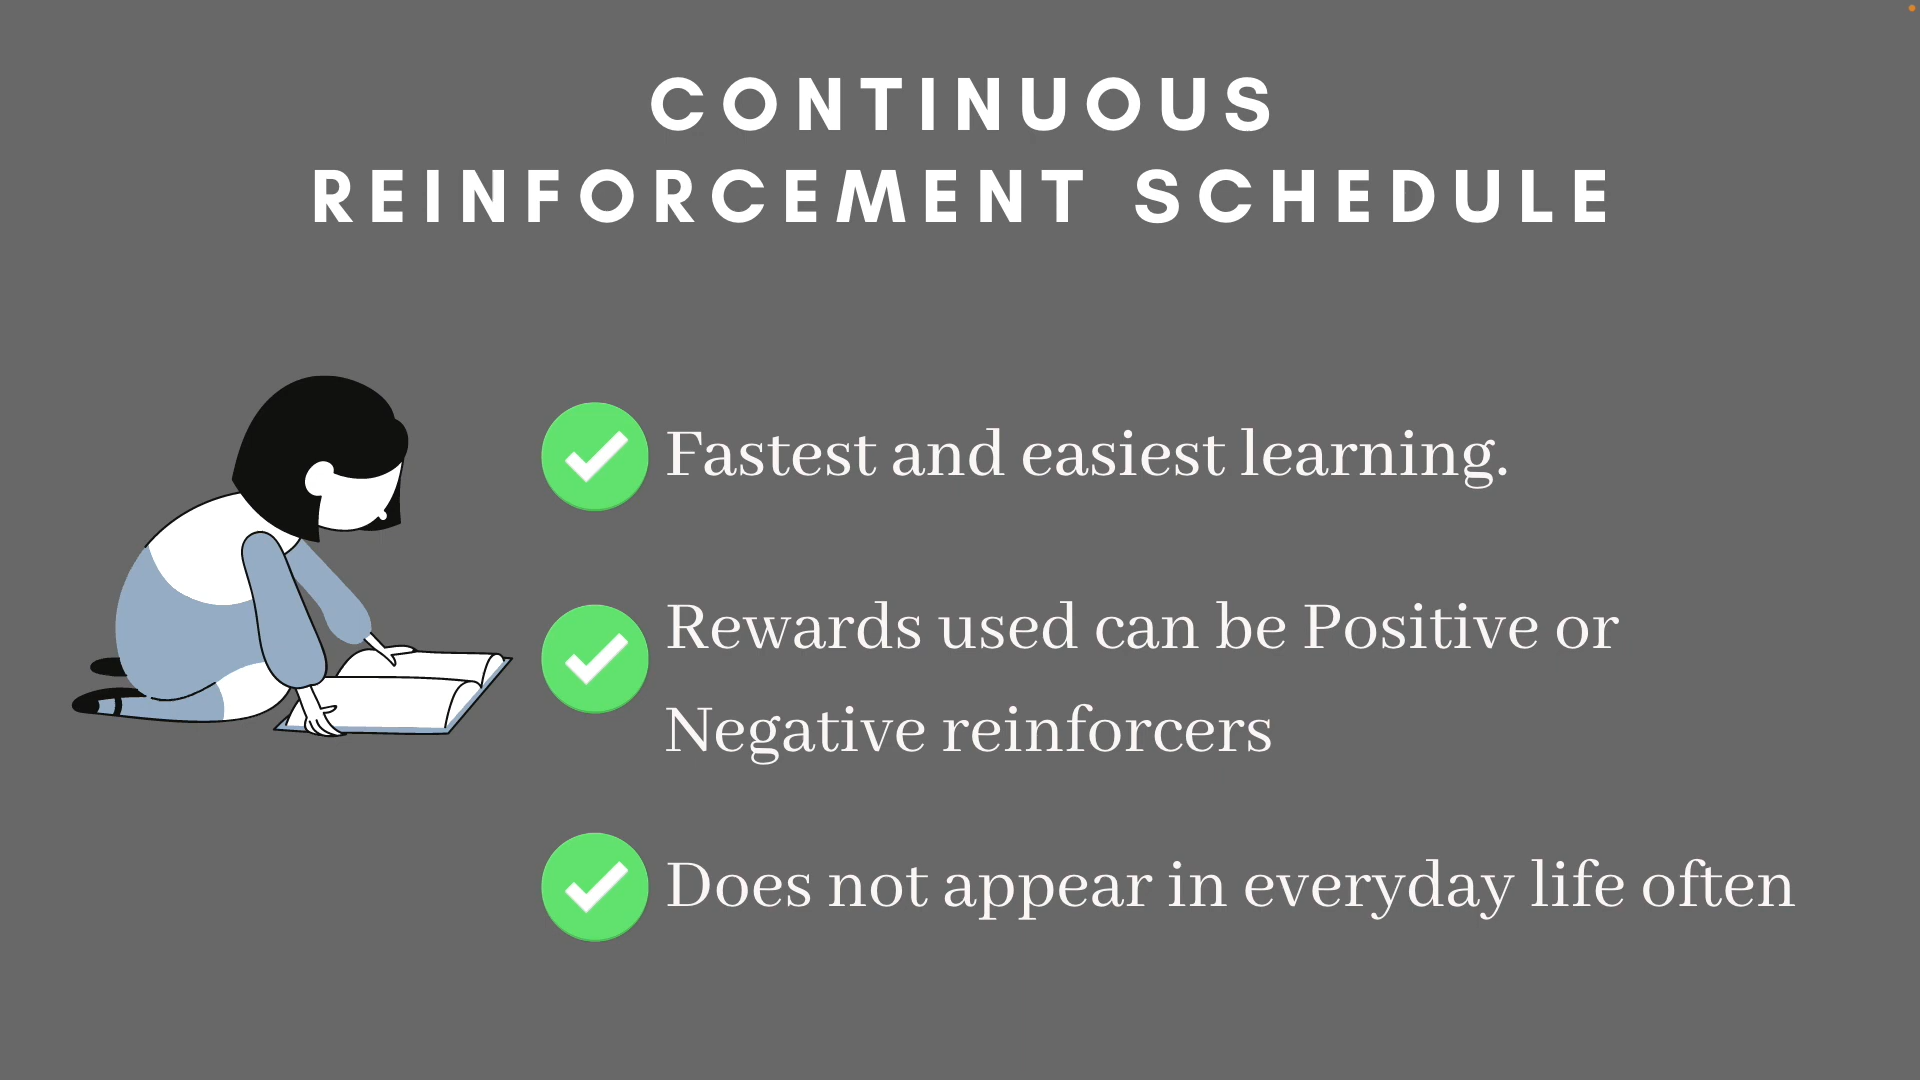 CONTINUOUS
REINFORCEMENT SCHEDULE
Fastest and easiest learning.
Rewards used can be Positive or
Negative reinforcers
Does not appear in everyday life often